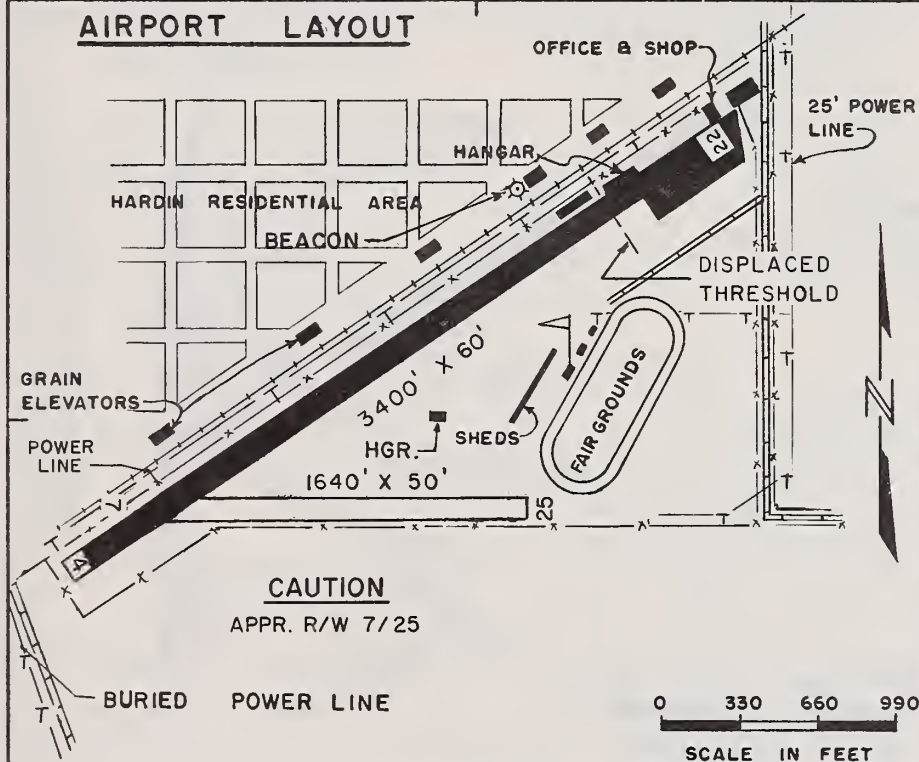 AIRPORT LAYOUT
OFFICE & SHOP
25' POWER
LINE
22
HANGAR
HARDIN RESIDENTIAL AREA
BEACON
DISPLACED
THRESHOLD
3400' X 60'
GRAIN
ELEVATORS
FAIR GROUNDS
N
POWER
LINE
HGR.
SHEDS
1640' X 50'
7
25
4
CAUTION
APPR. R/W 7/25
BURIED POWER LINE
0 330 660 990
SCALE IN FEET